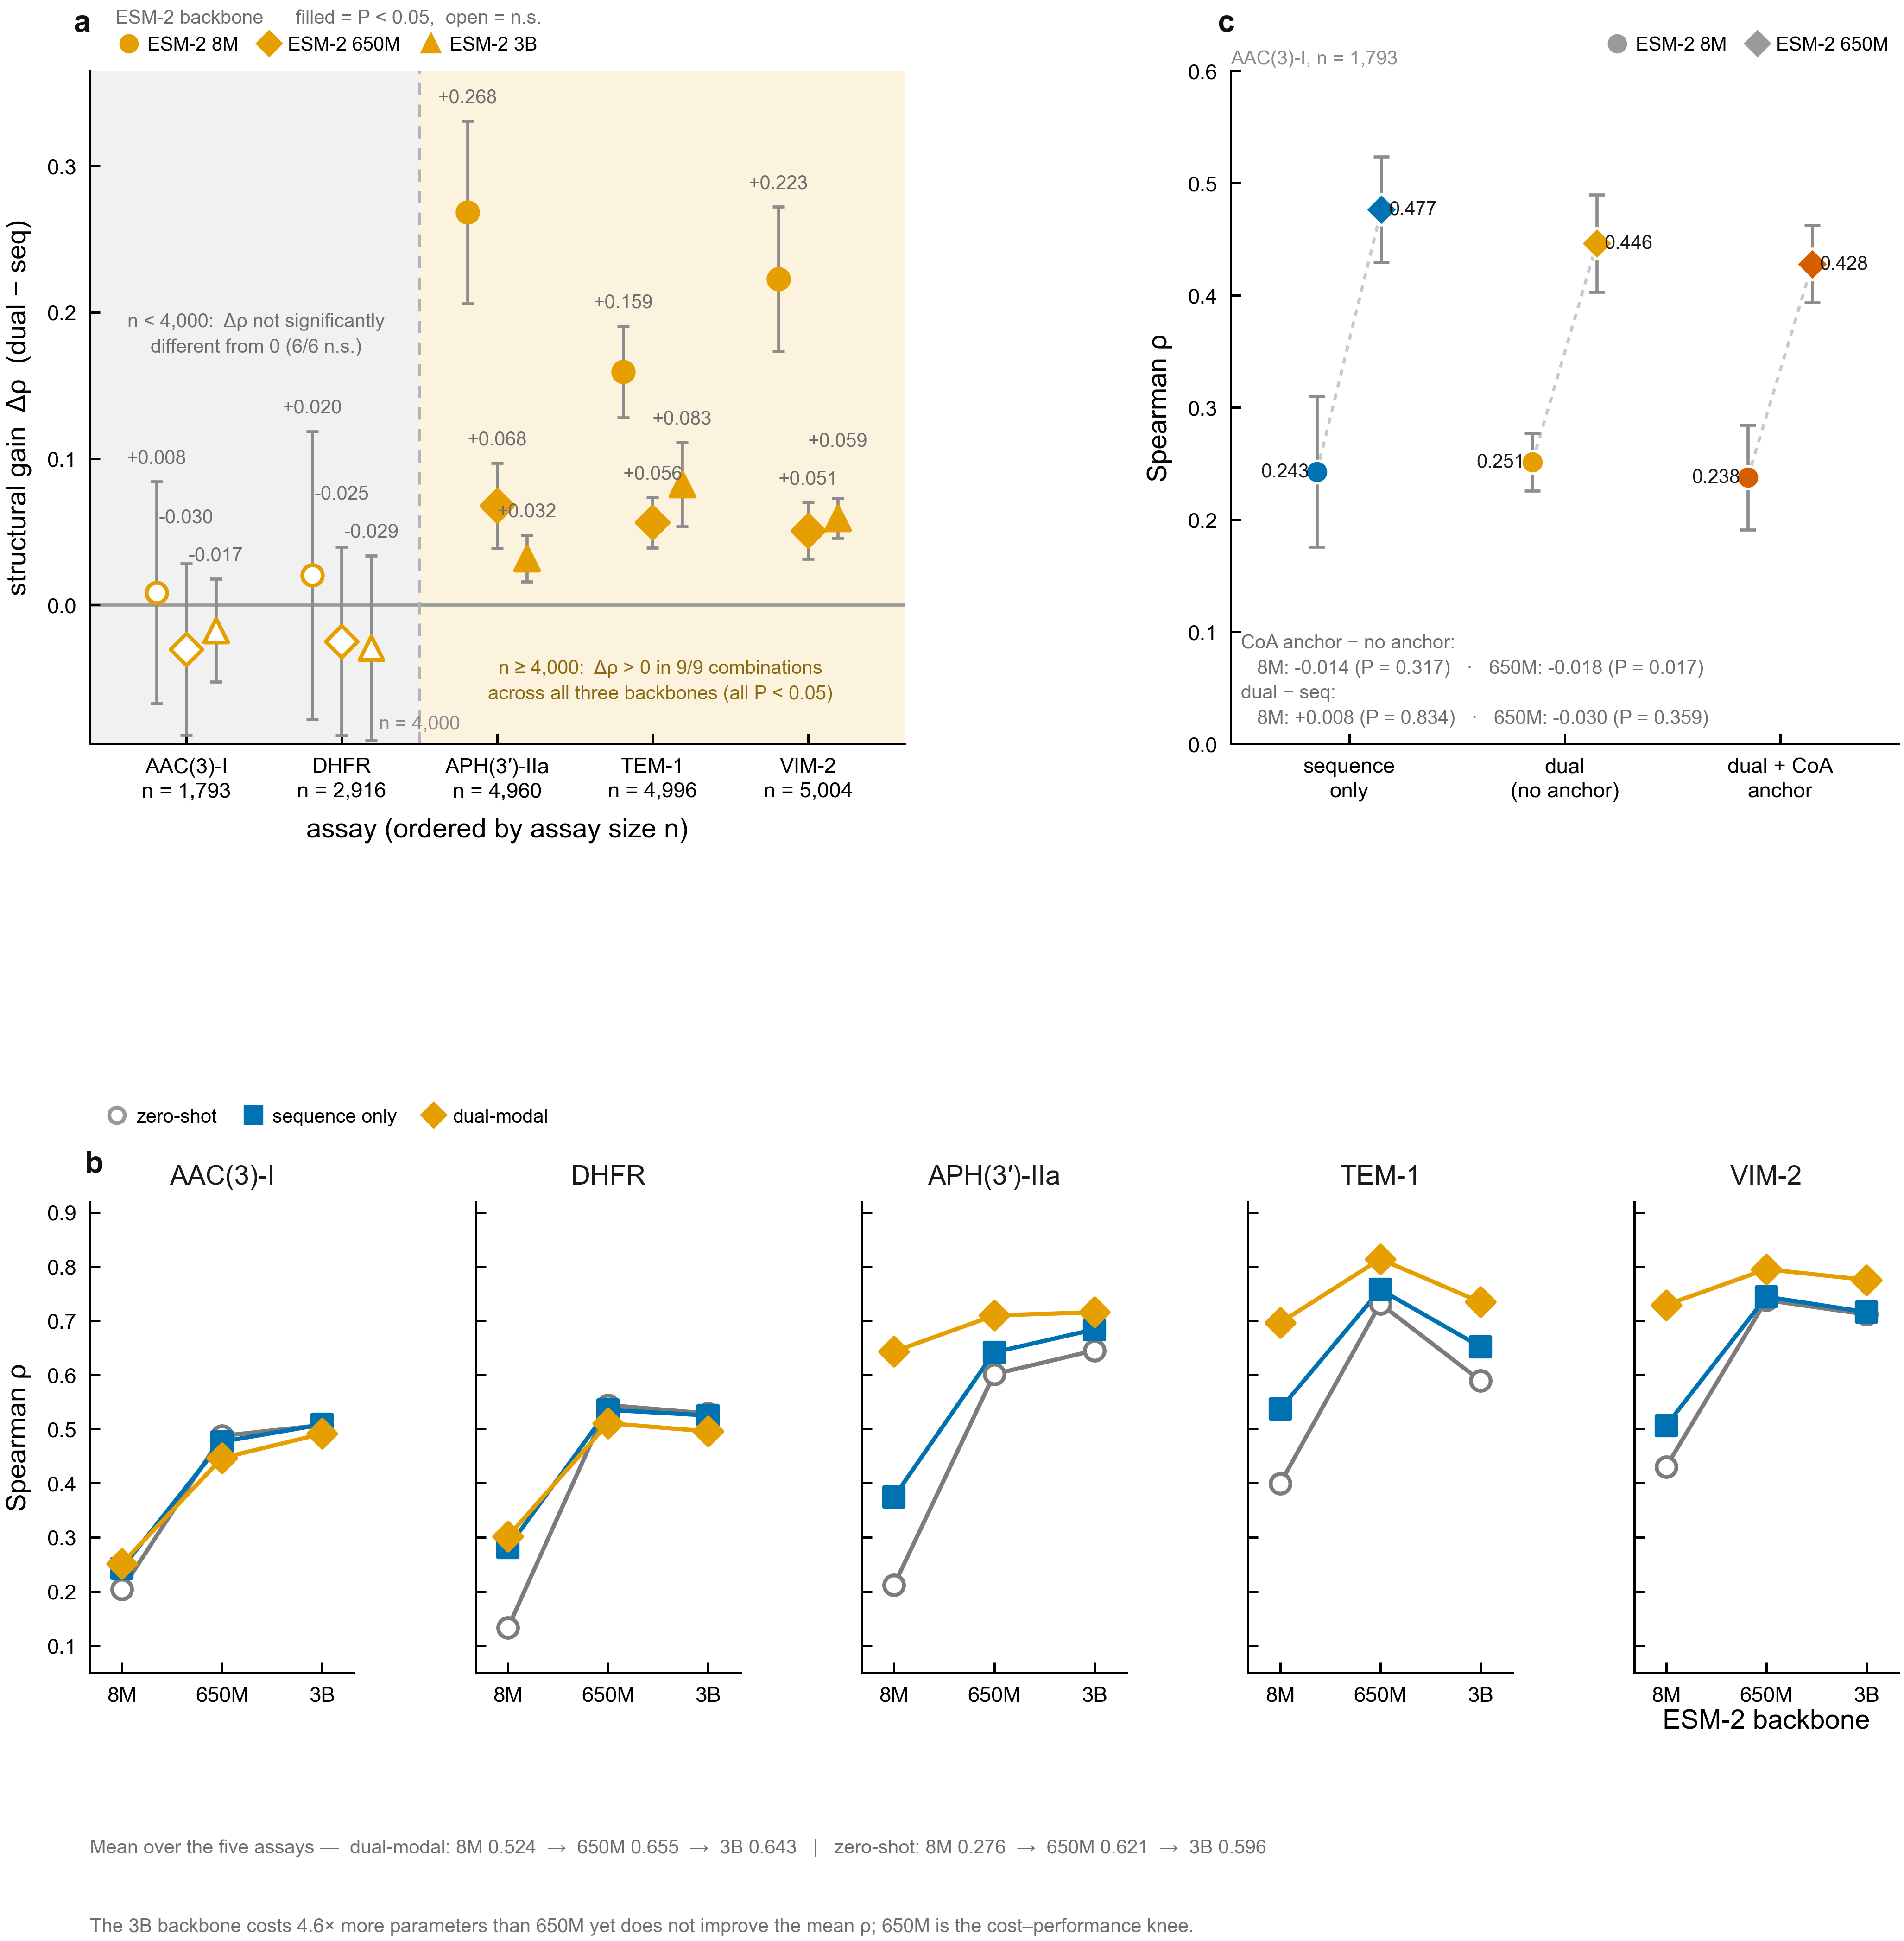 a
ESM-2 backbone filled = P < 0.05, open = n.s.
ESM-2 8M ESM-2 650M ESM-2 3B
structural gain Δρ (dual − seq)
0.3
0.2
0.1
0.0
+0.268
+0.223
+0.159
n < 4,000: Δρ not significantly
different from 0 (6/6 n.s.)
+0.020
+0.083
+0.068
+0.059
+0.008
+0.056
+0.051
-0.025
+0.032
-0.030
-0.029
-0.017
n ≥ 4,000: Δρ > 0 in 9/9 combinations
across all three backbones (all P < 0.05)
n = 4,000
AAC(3)-I
n = 1,793
DHFR
n = 2,916
APH(3′)-IIa
n = 4,960
TEM-1
n = 4,996
VIM-2
n = 5,004
assay (ordered by assay size n)
c
ESM-2 8M ESM-2 650M
AAC(3)-I, n = 1,793
Spearman ρ
0.6
0.5
0.4
0.3
0.2
0.1
0.0
0.477
0.446
0.428
0.243
0.251
0.238
CoA anchor − no anchor:
8M: -0.014 (P = 0.317) · 650M: -0.018 (P = 0.017)
dual − seq:
8M: +0.008 (P = 0.834) · 650M: -0.030 (P = 0.359)
sequence
only
dual
(no anchor)
dual + CoA
anchor
zero-shot sequence only dual-modal
b
AAC(3)-I
DHFR
APH(3′)-IIa
TEM-1
VIM-2
Spearman ρ
0.9
0.8
0.7
0.6
0.5
0.4
0.3
0.2
0.1
8M 650M 3B
8M 650M 3B
8M 650M 3B
8M 650M 3B
8M 650M 3B
ESM-2 backbone
Mean over the five assays — dual-modal: 8M 0.524 → 650M 0.655 → 3B 0.643 | zero-shot: 8M 0.276 → 650M 0.621 → 3B 0.596
The 3B backbone costs 4.6× more parameters than 650M yet does not improve the mean ρ; 650M is the cost–performance knee.